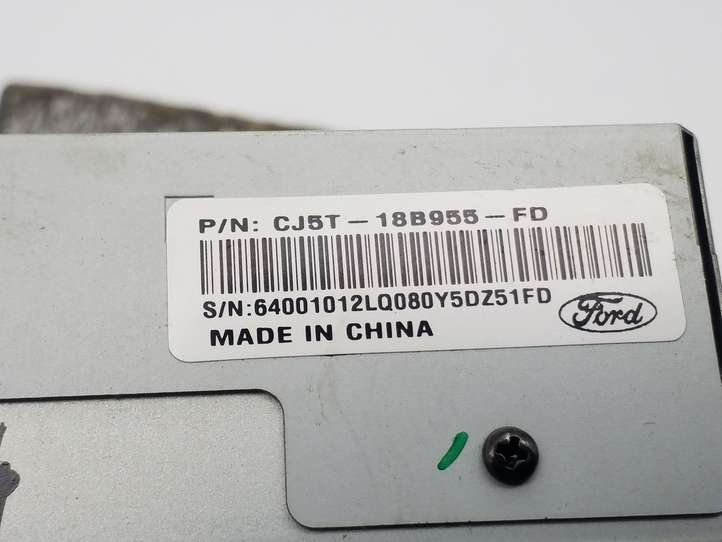 P/N: CJ5T-18B955-FD
S/N:64001012LQ080Y5DZ51FD
Ford
MADE IN CHINA